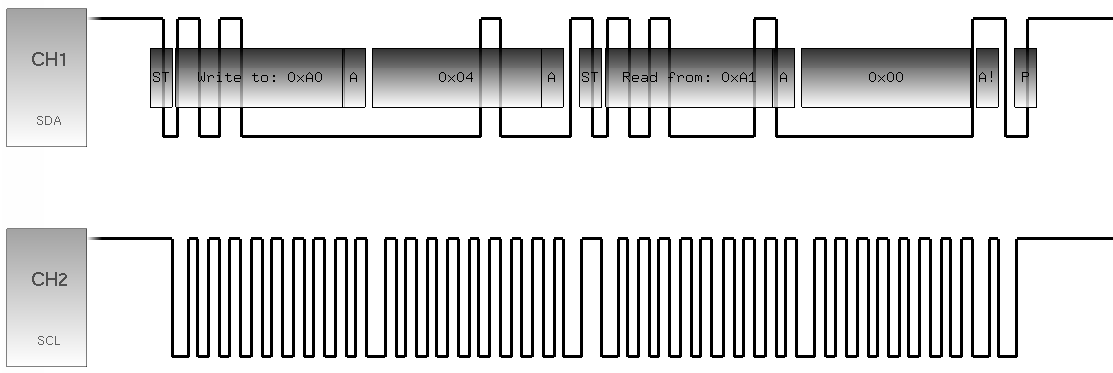 CH1
SDA
ST Write to: 0xA0 A 0x04 A ST Read from: 0xA1 A 0x00 A! P
CH2
SCL